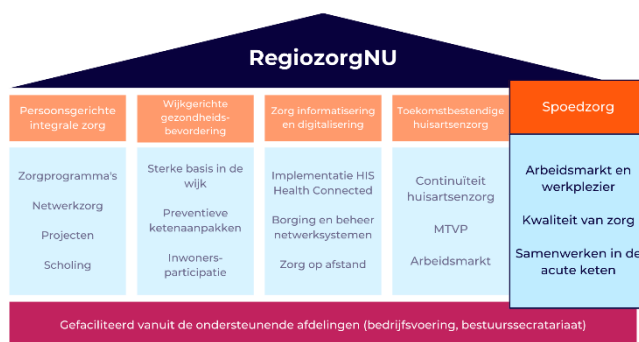 RegiozorgNU
Persoonsgerichte
integrale zorg
Zorgprogramma's
Netwerkzorg
Projecten
Scholing
Wijkgerichte
gezondheids-
bevordering
Sterke basis in de
wijk
Preventieve
ketenaanpakken
Inwoners-
participatie
Zorg informatisering
en digitalisering
Implementatie HIS
Health Connected
Borging en beheer
netwerksystemen
Zorg op afstand
Toekomstbestendige
huisartsenzorg
Continuïteit
huisartsenzorg
MTVP
Arbeidsmarkt
Spoedzorg
Arbeidsmarkt en
werkplezier
Kwaliteit van zorg
Samenwerken in de
acute keten
Gefaciliteerd vanuit de ondersteunende afdelingen (bedrijfsvoering, bestuurssecratariaat)